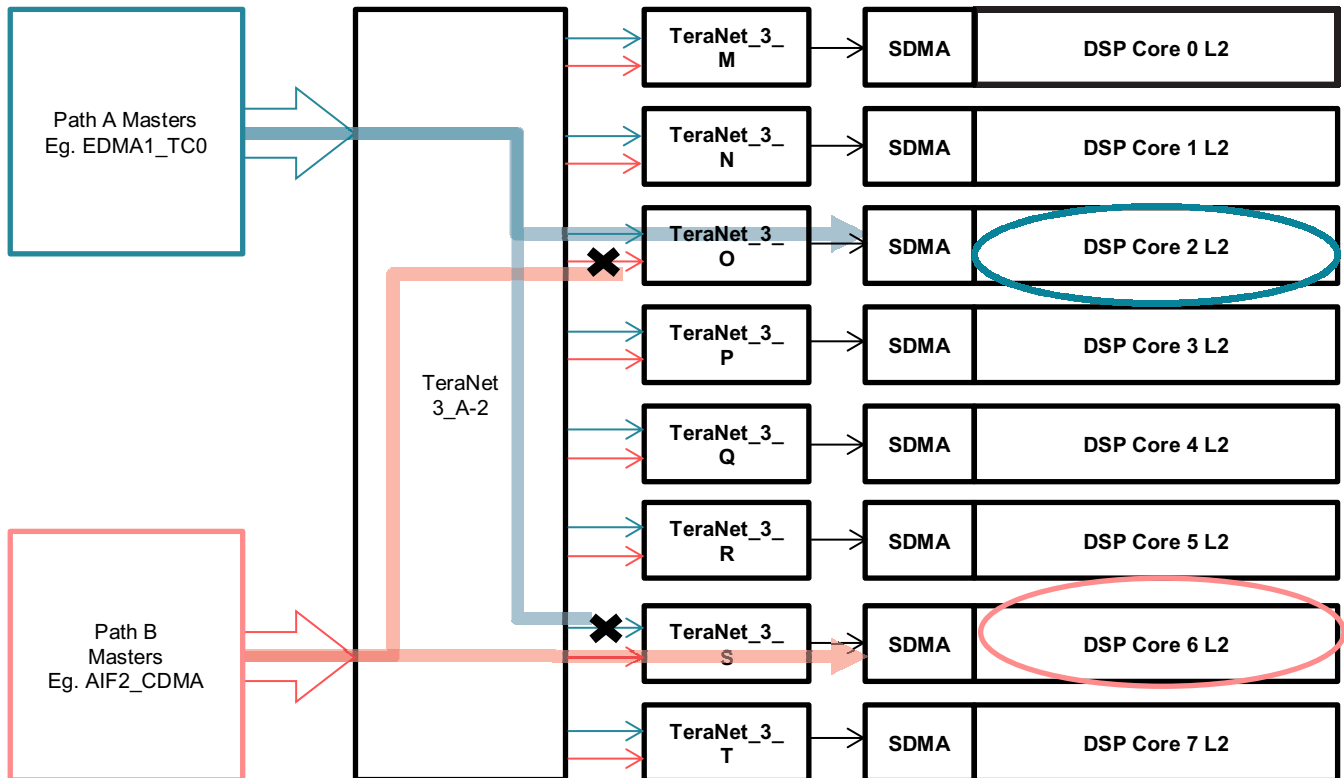 Path A Masters
Eg. EDMA1_TC0
Path B
Masters
Eg. AIF2_CDMA
TeraNet
3_A-2
TeraNet_3_
M
SDMA
DSP Core 0 L2
TeraNet_3_
N
SDMA
DSP Core 1 L2
TeraNet_3_
O
SDMA
DSP Core 2 L2
TeraNet_3_
P
SDMA
DSP Core 3 L2
TeraNet_3_
Q
SDMA
DSP Core 4 L2
TeraNet_3_
R
SDMA
DSP Core 5 L2
TeraNet_3_
S
SDMA
DSP Core 6 L2
TeraNet_3_
T
SDMA
DSP Core 7 L2